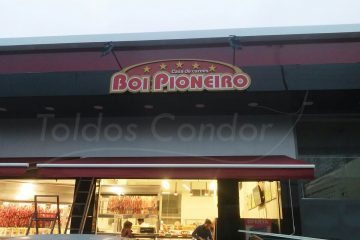 Casa de carnes
BOI PIONEIRO
Toldos Condor